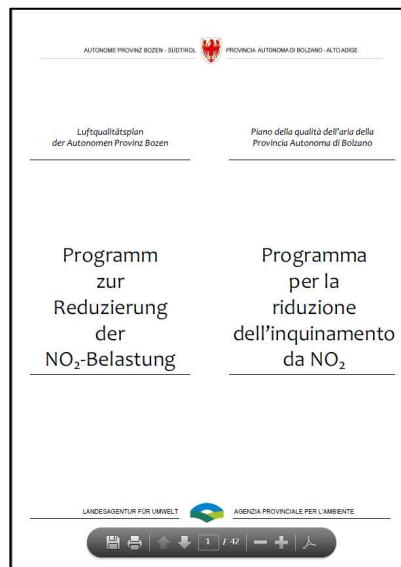 AUTONOME PROVINZ BOZEN - SÜDTIROL
PROVINCIA AUTONOMA DI BOLZANO - ALTO ADIGE
Luftqualitätsplan
der Autonomen Provinz Bozen
Piano della qualità dell'aria della
Provincia Autonoma di Bolzano
Programm
zur
Reduzierung
der
NO₂-Belastung
Programma
per la
riduzione
dell'inquinamento
da NO₂
LANDESAGENTUR FÜR UMWELT
AGENZIA PROVINCIALE PER L'AMBIENTE
1 / 42